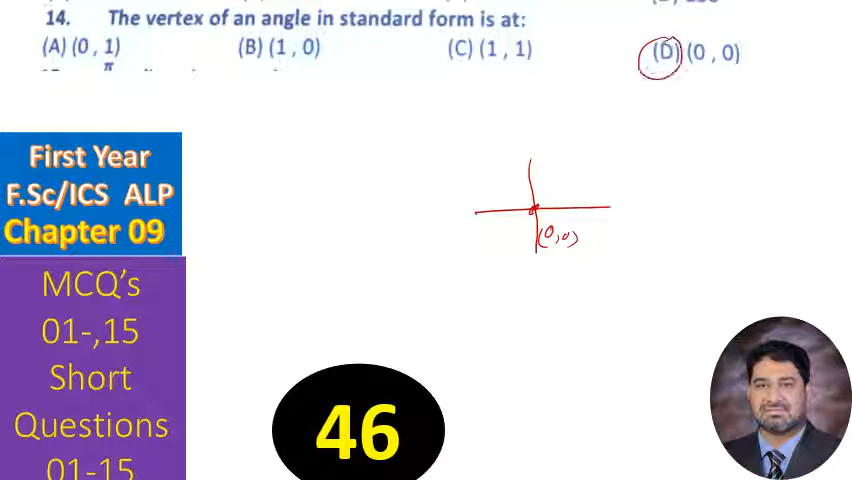 14. The vertex of an angle in standard form is at:
(A) (0 , 1) (B) (1 , 0) (C) (1 , 1) (D) (0 , 0)
π
(0,0)
First Year
F.Sc/ICS ALP
Chapter 09
MCQ's
01-,15
Short
Questions
01-15
46